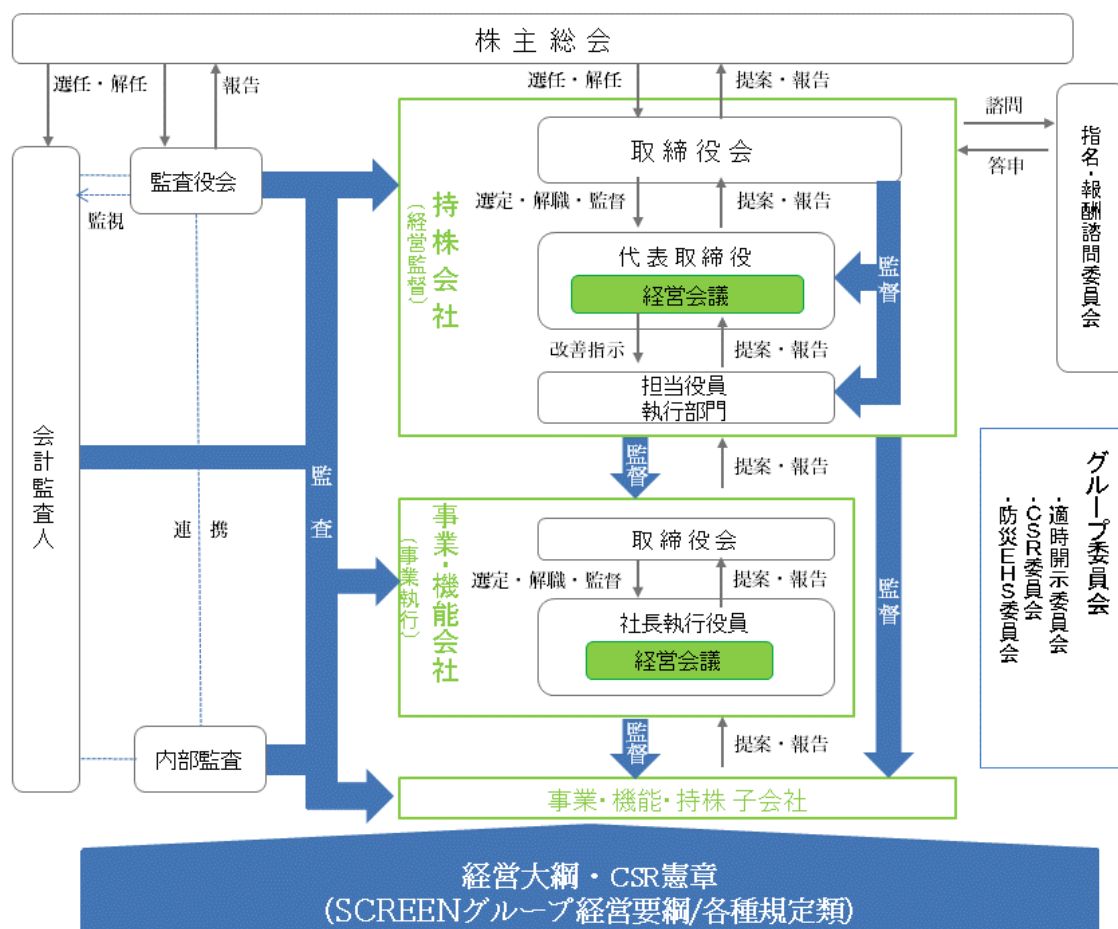 株主総会
選任・解任
報告
選任・解任
提案・報告
諮問
答申
指名・報酬諮問委員会
会計監査人
監査役会
監視
持株会社
(経営監督)
取締役会
選定・解職・監督
提案・報告
代表取締役
経営会議
監督
改善指示
提案・報告
担当役員
執行部門
監督
提案・報告
監査
連携
事業・機能会社
(事業執行)
取締役会
選定・解職・監督
提案・報告
社長執行役員
経営会議
監督
グループ委員会
・適時開示委員会
・CSR委員会
・防災EHS委員会
内部監査
監督
提案・報告
事業・機能・持株 子会社
経営大綱・CSR憲章
(SCREENグループ経営要綱/各種規定類)